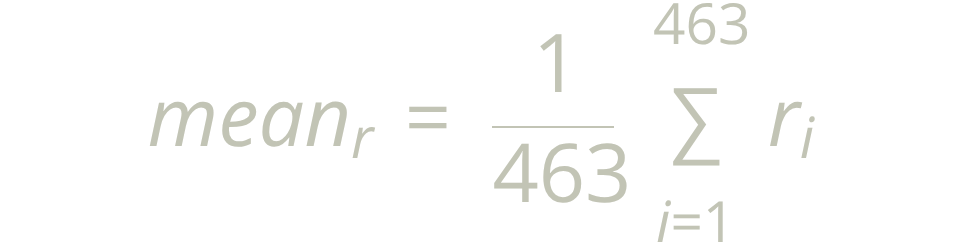 mean_r = 1/463 ∑_{i=1}^{463} r_i